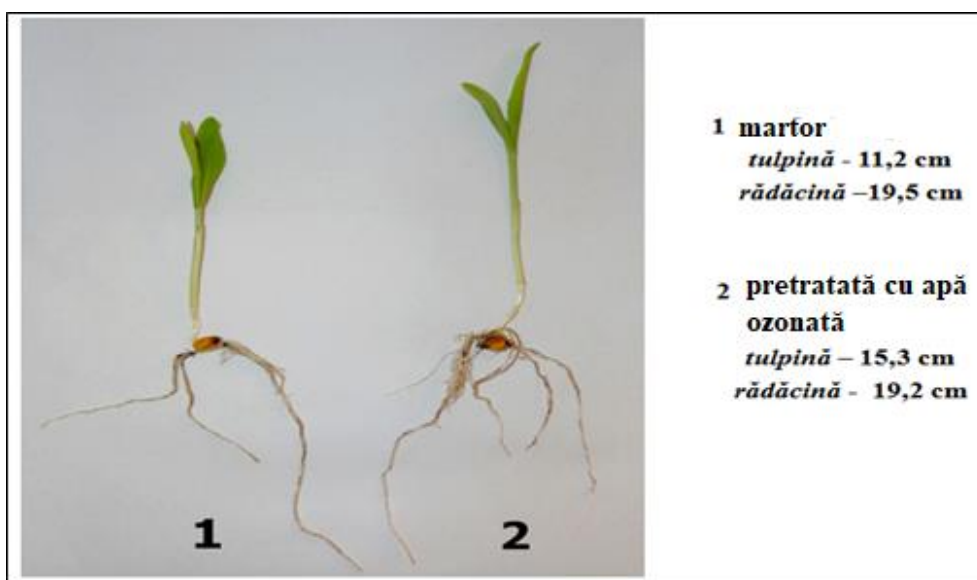 1 martor
tulpină - 11,2 cm
rădăcină –19,5 cm
2 pretratată cu apă
ozonată
tulpină – 15,3 cm
rădăcină - 19,2 cm
1
2